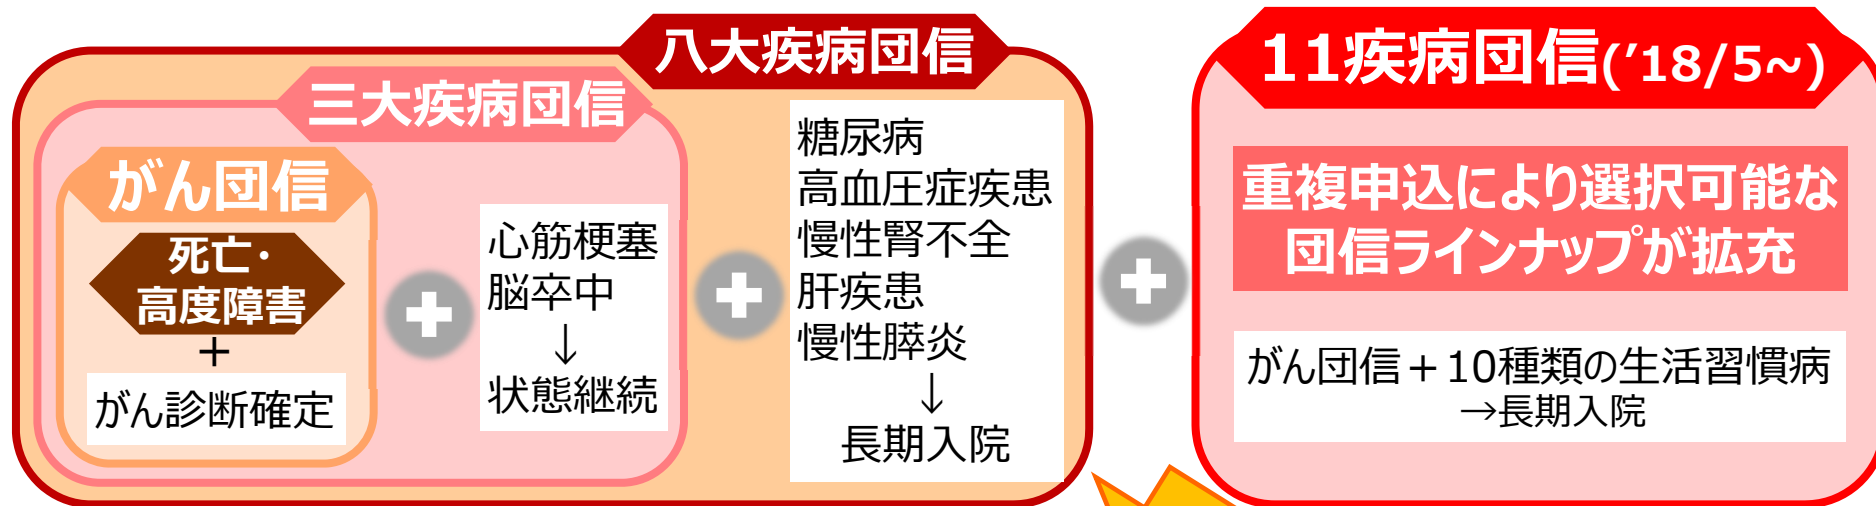 八大疾病団信
三大疾病団信
がん団信
死亡・
高度障害
+
がん診断確定
心筋梗塞
脳卒中
↓
状態継続
糖尿病
高血圧症疾患
慢性腎不全
肝疾患
慢性膵炎
↓
長期入院
11疾病団信('18/5~)
重複申込により選択可能な
団信ラインナップが拡充
がん団信+10種類の生活習慣病
→長期入院